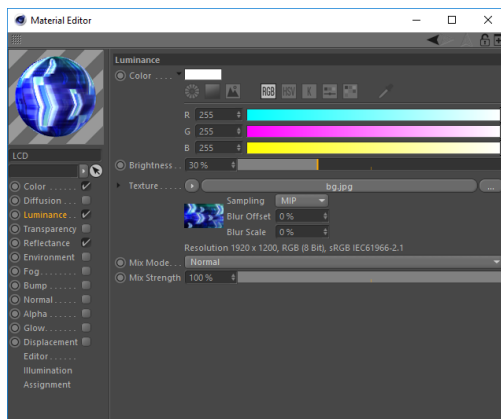 Material Editor
Luminance
Color . . . .
RGB HSV K
R 255
G 255
B 255
LCD
Brightness . . 30 %
Texture . . . . . bg.jpg ...
Sampling MIP
Blur Offset 0 %
Blur Scale 0 %
Resolution 1920 x 1200, RGB (8 Bit), sRGB IEC61966-2.1
Mix Mode. . . Normal
Mix Strength 100 %
Color . . . . . .
Diffusion . . .
Luminance. . .
Transparency
Reflectance
Environment
Fog. . . . . . . .
Bump . . . . . .
Normal . . . . .
Alpha . . . . . .
Glow. . . . . . .
Displacement
Editor . . . . . .
Illumination
Assignment